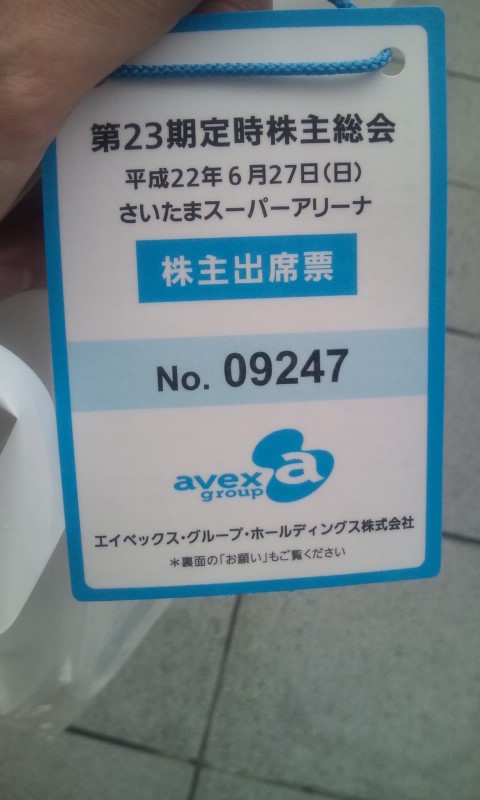 第23期定時株主総会
平成22年6月27日(日)
さいたまスーパーアリーナ
株主出席票
No. 09247
avex
group
a
エイベックス・グループ・ホールディングス株式会社
＊裏面の「お願い」もご覧ください